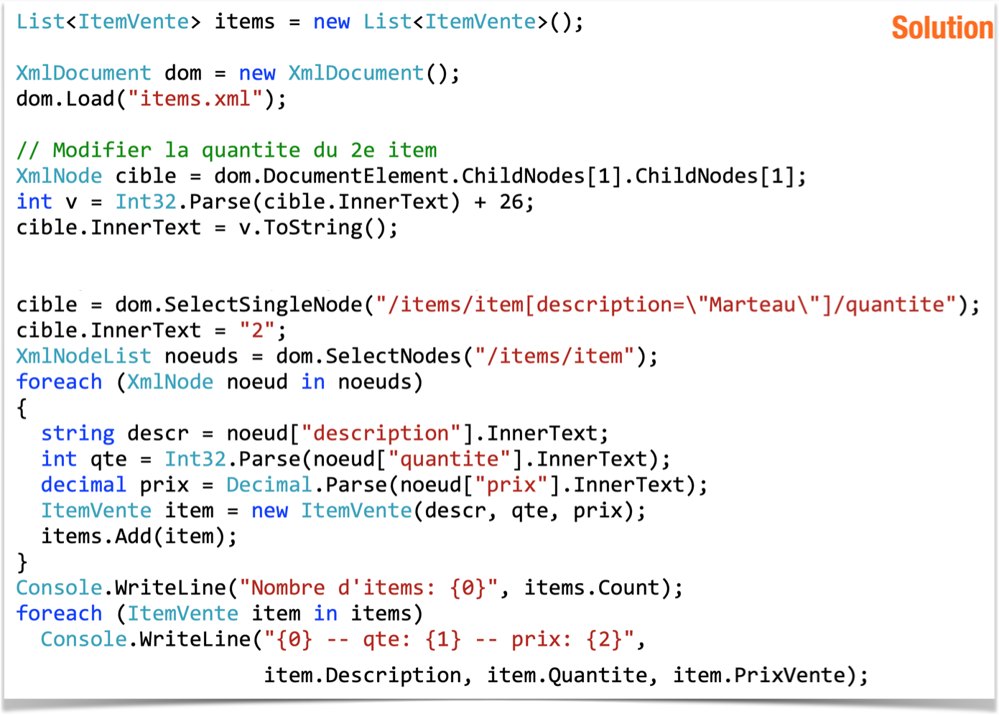 List<ItemVente> items = new List<ItemVente>();
Solution
XmlDocument dom = new XmlDocument();
dom.Load("items.xml");
// Modifier la quantite du 2e item
XmlNode cible = dom.DocumentElement.ChildNodes[1].ChildNodes[1];
int v = Int32.Parse(cible.InnerText) + 26;
cible.InnerText = v.ToString();
cible = dom.SelectSingleNode("/items/item[description=\"Marteau\"]/quantite");
cible.InnerText = "2";
XmlNodeList noeuds = dom.SelectNodes("/items/item");
foreach (XmlNode noeud in noeuds)
{
  string descr = noeud["description"].InnerText;
  int qte = Int32.Parse(noeud["quantite"].InnerText);
  decimal prix = Decimal.Parse(noeud["prix"].InnerText);
  ItemVente item = new ItemVente(descr, qte, prix);
  items.Add(item);
}
Console.WriteLine("Nombre d'items: {0}", items.Count);
foreach (ItemVente item in items)
  Console.WriteLine("{0} -- qte: {1} -- prix: {2}",
                    item.Description, item.Quantite, item.PrixVente);